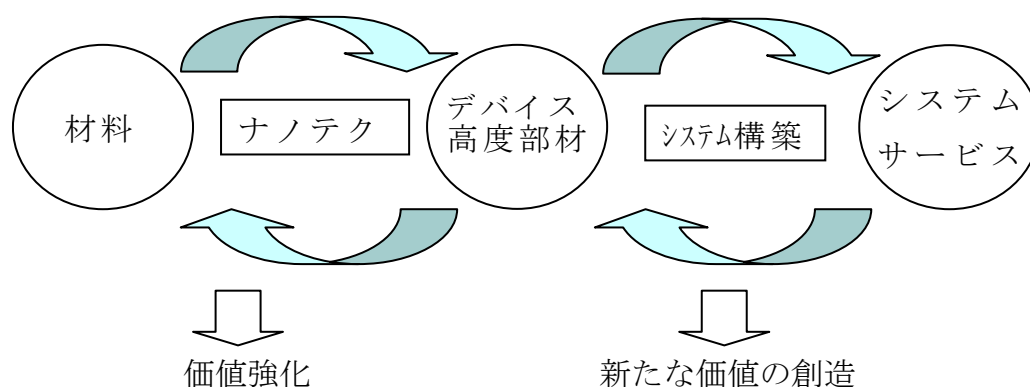 材料
ナノテク
デバイス
高度部材
ｼｽﾃﾑ構築
システム
サービス
価値強化
新たな価値の創造